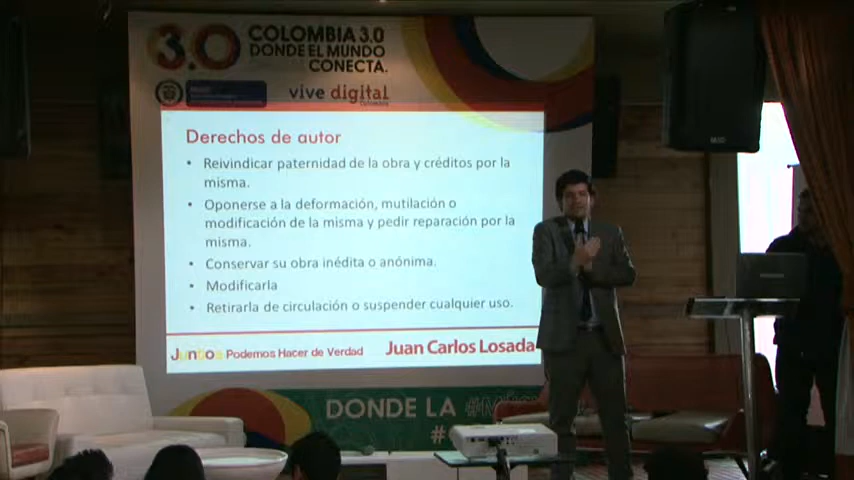 3.0
COLOMBIA 3.0
DONDE EL MUNDO
CONECTA.
vive digital
Colombia
Derechos de autor
• Reivindicar paternidad de la obra y créditos por la
misma.
• Oponerse a la deformación, mutilación o
modificación de la misma y pedir reparación por la
misma.
• Conservar su obra inédita o anónima.
• Modificarla
• Retirarla de circulación o suspender cualquier uso.
Juntos Podemos Hacer de Verdad
Juan Carlos Losada
DONDE LA